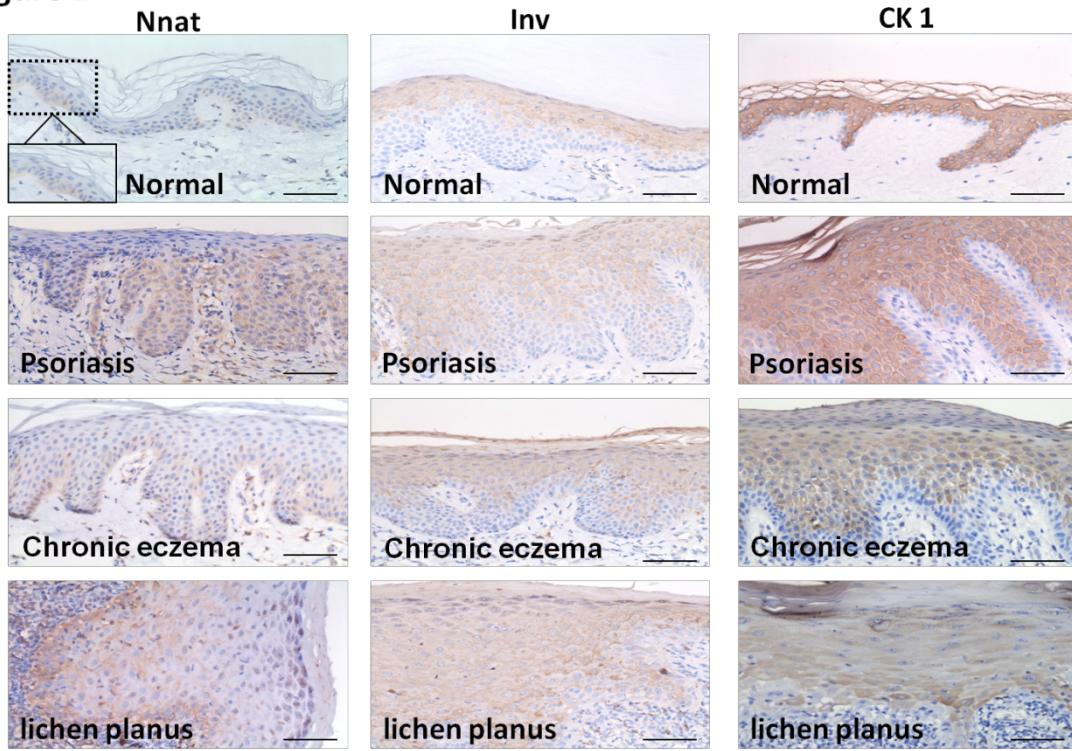 Nnat Inv CK 1
Normal Normal Normal
Psoriasis Psoriasis Psoriasis
Chronic eczema Chronic eczema Chronic eczema
lichen planus lichen planus lichen planus